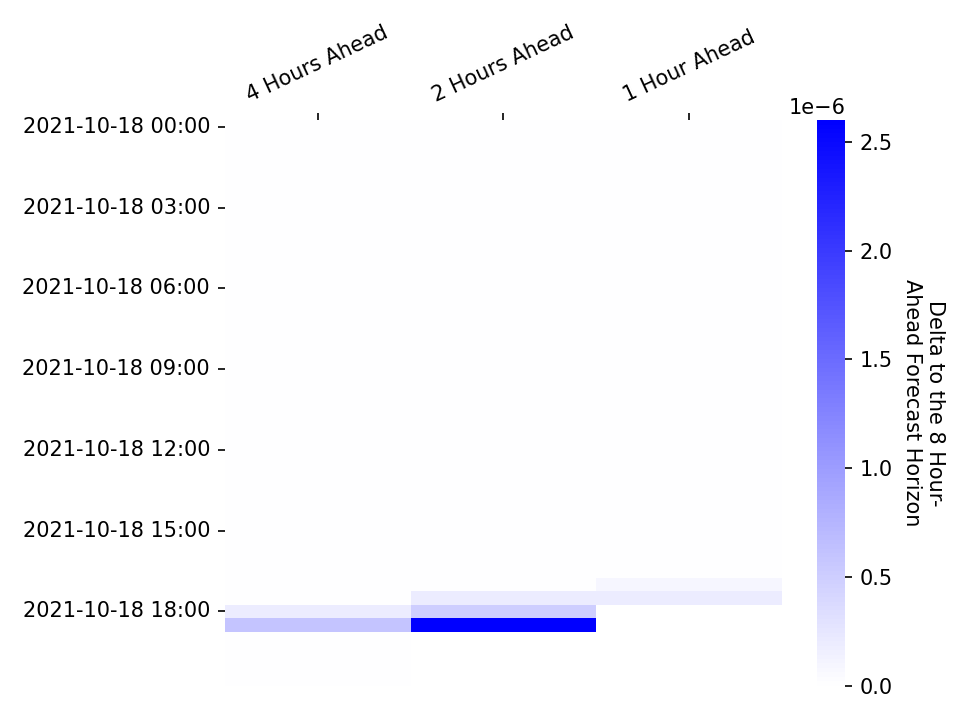 4 Hours Ahead
2 Hours Ahead
1 Hour Ahead
1e−6
2021-10-18 00:00
2021-10-18 03:00
2021-10-18 06:00
2021-10-18 09:00
2021-10-18 12:00
2021-10-18 15:00
2021-10-18 18:00
2.5
2.0
1.5
1.0
0.5
0.0
Delta to the 8 Hour-
Ahead Forecast Horizon